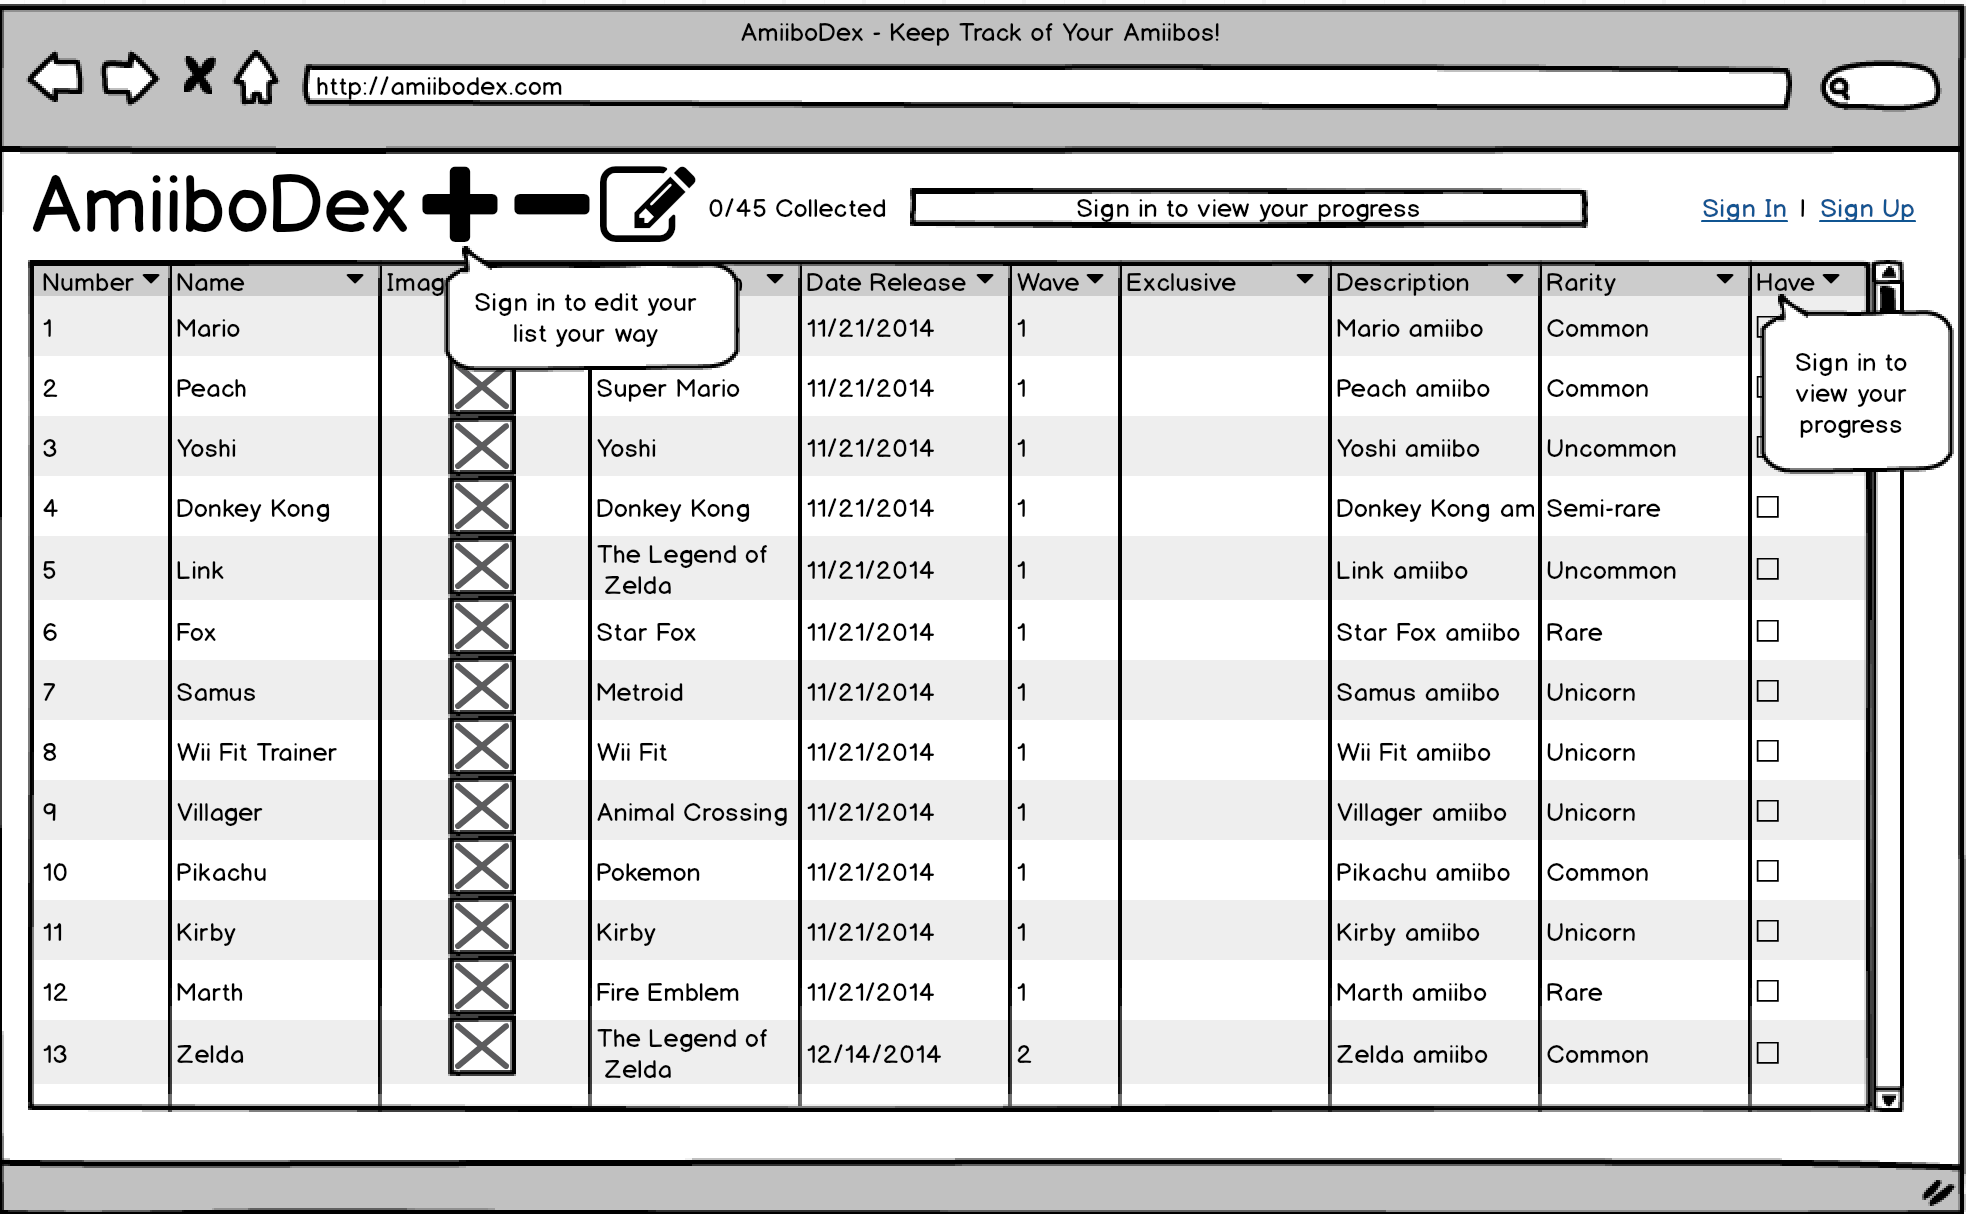 AmiiboDex - Keep Track of Your Amiibos!
http://amiibodex.com
AmiiboDex 0/45 Collected Sign in to view your progress Sign In | Sign Up
Number Name Date Release Wave Exclusive Description Rarity Have
Sign in to edit your
list your way
Sign in to
view your
progress
1 Mario 11/21/2014 1 Mario amiibo Common
2 Peach Super Mario 11/21/2014 1 Peach amiibo Common
3 Yoshi Yoshi 11/21/2014 1 Yoshi amiibo Uncommon
4 Donkey Kong Donkey Kong 11/21/2014 1 Donkey Kong am Semi-rare
5 Link The Legend of Zelda 11/21/2014 1 Link amiibo Uncommon
6 Fox Star Fox 11/21/2014 1 Star Fox amiibo Rare
7 Samus Metroid 11/21/2014 1 Samus amiibo Unicorn
8 Wii Fit Trainer Wii Fit 11/21/2014 1 Wii Fit amiibo Unicorn
9 Villager Animal Crossing 11/21/2014 1 Villager amiibo Unicorn
10 Pikachu Pokemon 11/21/2014 1 Pikachu amiibo Common
11 Kirby Kirby 11/21/2014 1 Kirby amiibo Unicorn
12 Marth Fire Emblem 11/21/2014 1 Marth amiibo Rare
13 Zelda The Legend of Zelda 12/14/2014 2 Zelda amiibo Common